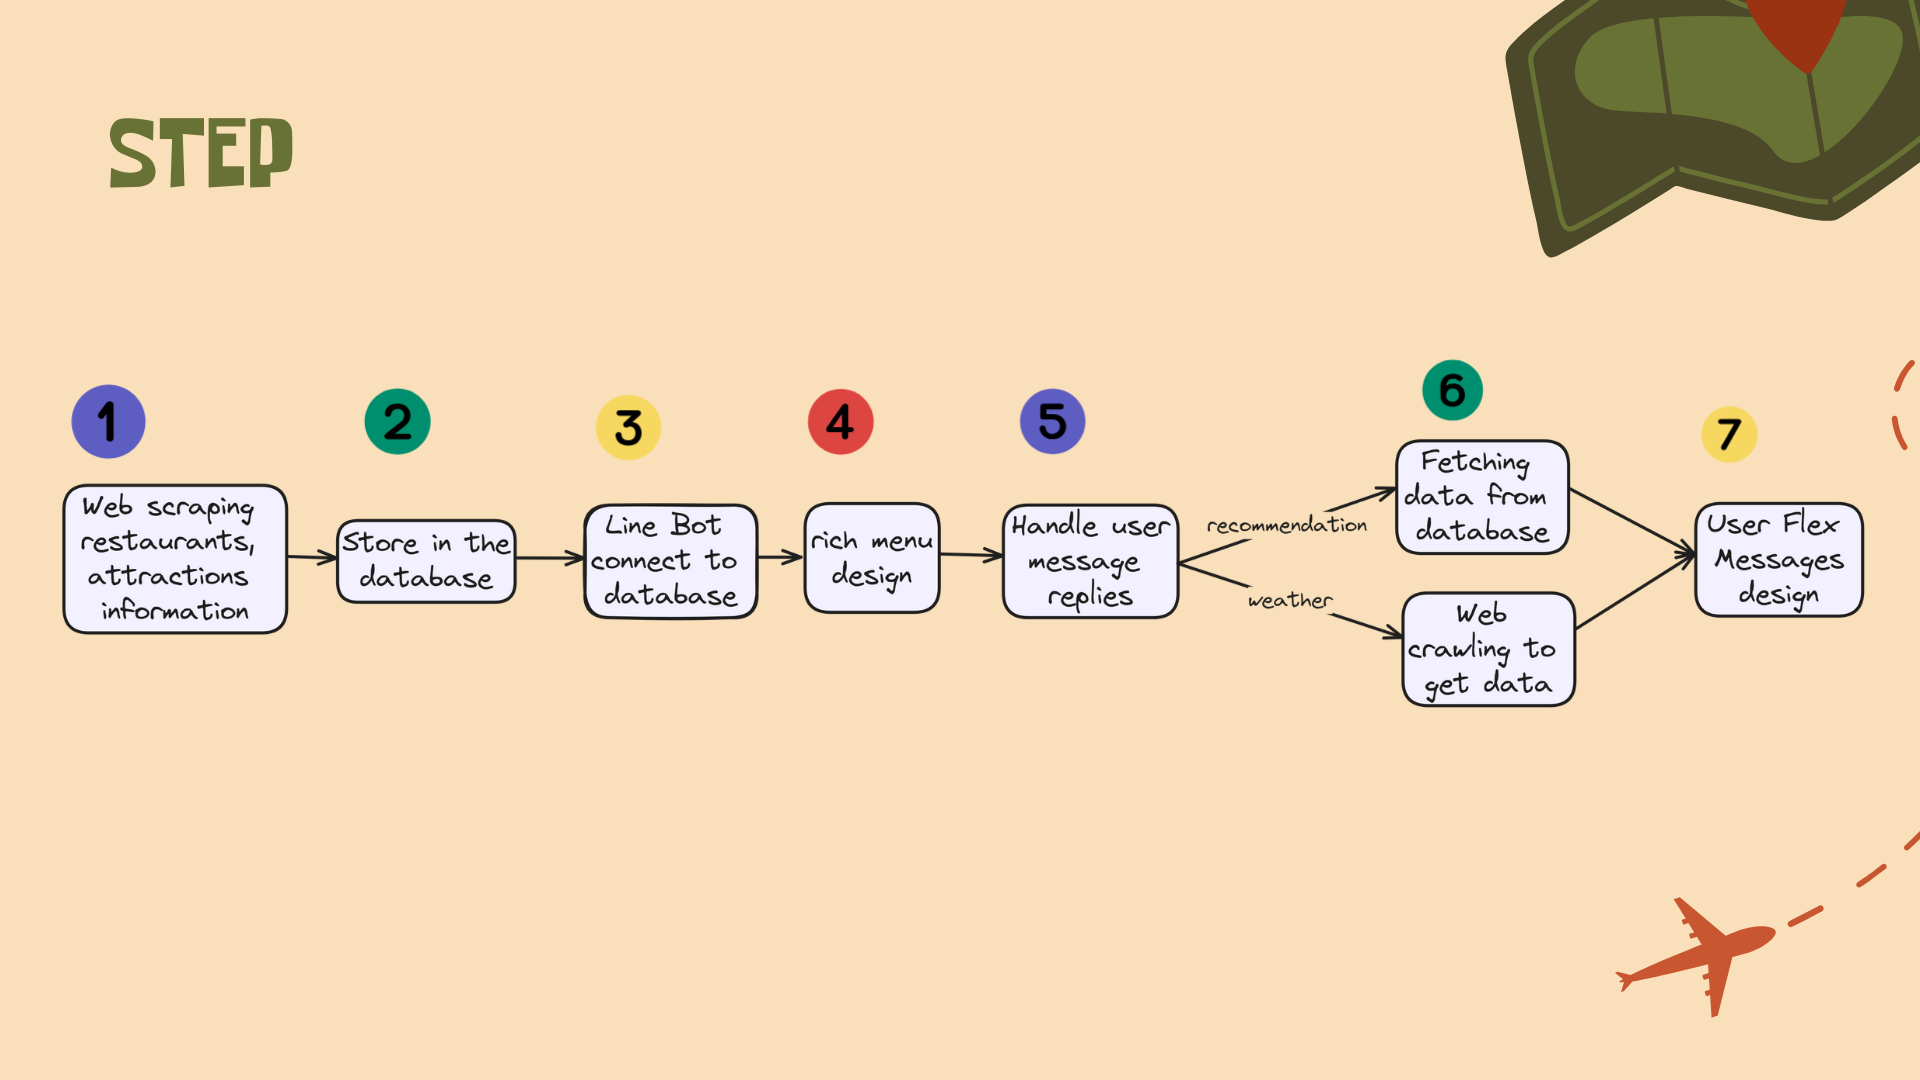 STEP
1
Web scraping
restaurants,
attractions
information
2
Store in the
database
3
Line Bot
connect to
database
4
rich menu
design
5
Handle user
message
replies
recommendation
weather
6
Fetching
data from
database
Web
crawling to
get data
7
User Flex
Messages
design